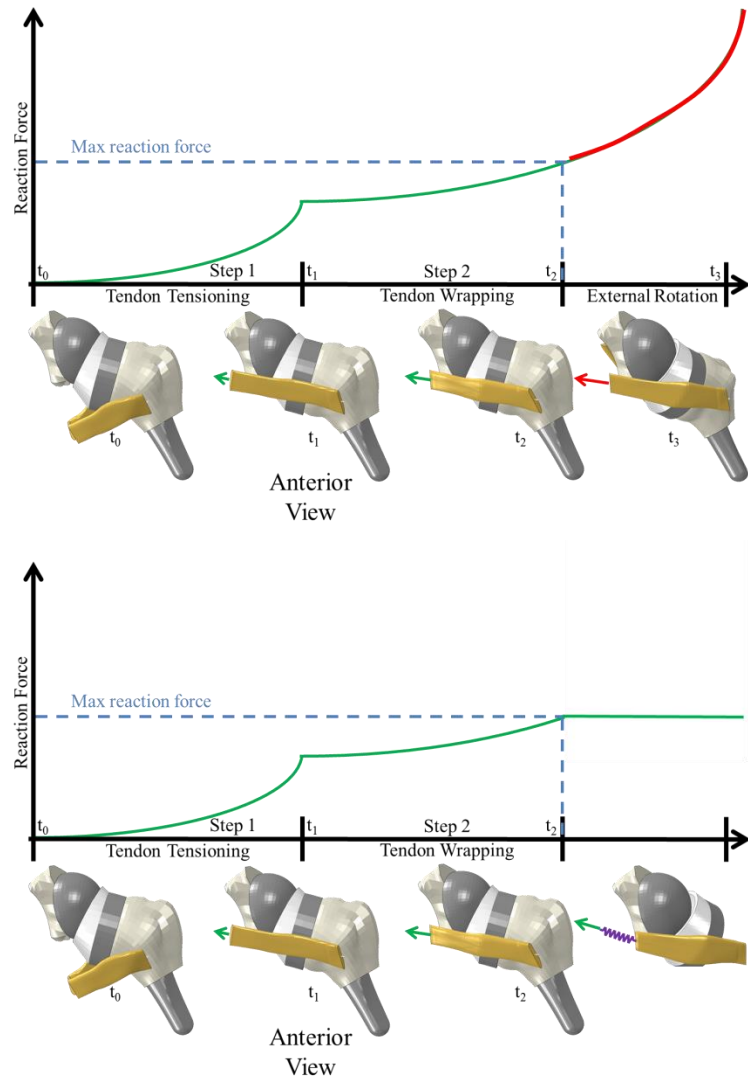 Reaction Force
Max reaction force
t0 Step 1 t1 Step 2 t2 t3
Tendon Tensioning Tendon Wrapping External Rotation
t0 t1 t2 t3
Anterior
View
Reaction Force
Max reaction force
t0 Step 1 t1 Step 2 t2
Tendon Tensioning Tendon Wrapping
t0 t1 t2
Anterior
View